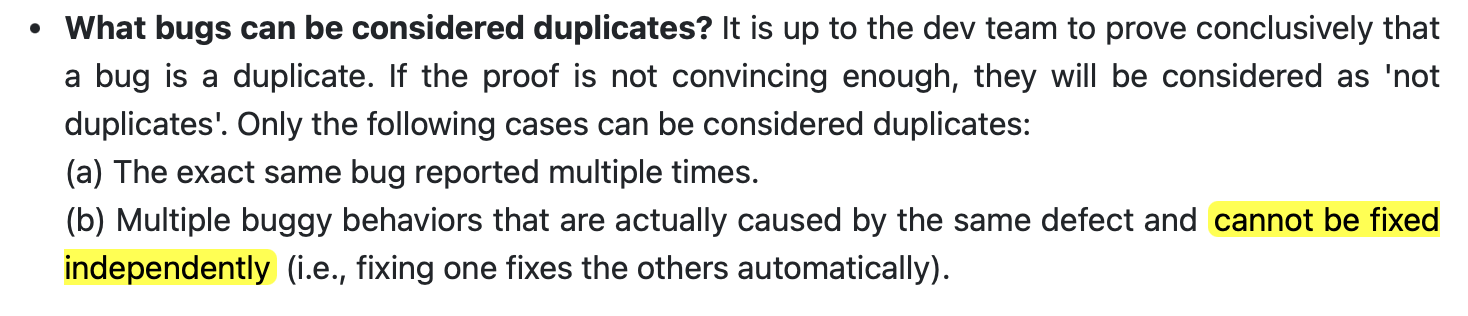 • What bugs can be considered duplicates? It is up to the dev team to prove conclusively that
a bug is a duplicate. If the proof is not convincing enough, they will be considered as 'not
duplicates'. Only the following cases can be considered duplicates:
(a) The exact same bug reported multiple times.
(b) Multiple buggy behaviors that are actually caused by the same defect and cannot be fixed
independently (i.e., fixing one fixes the others automatically).